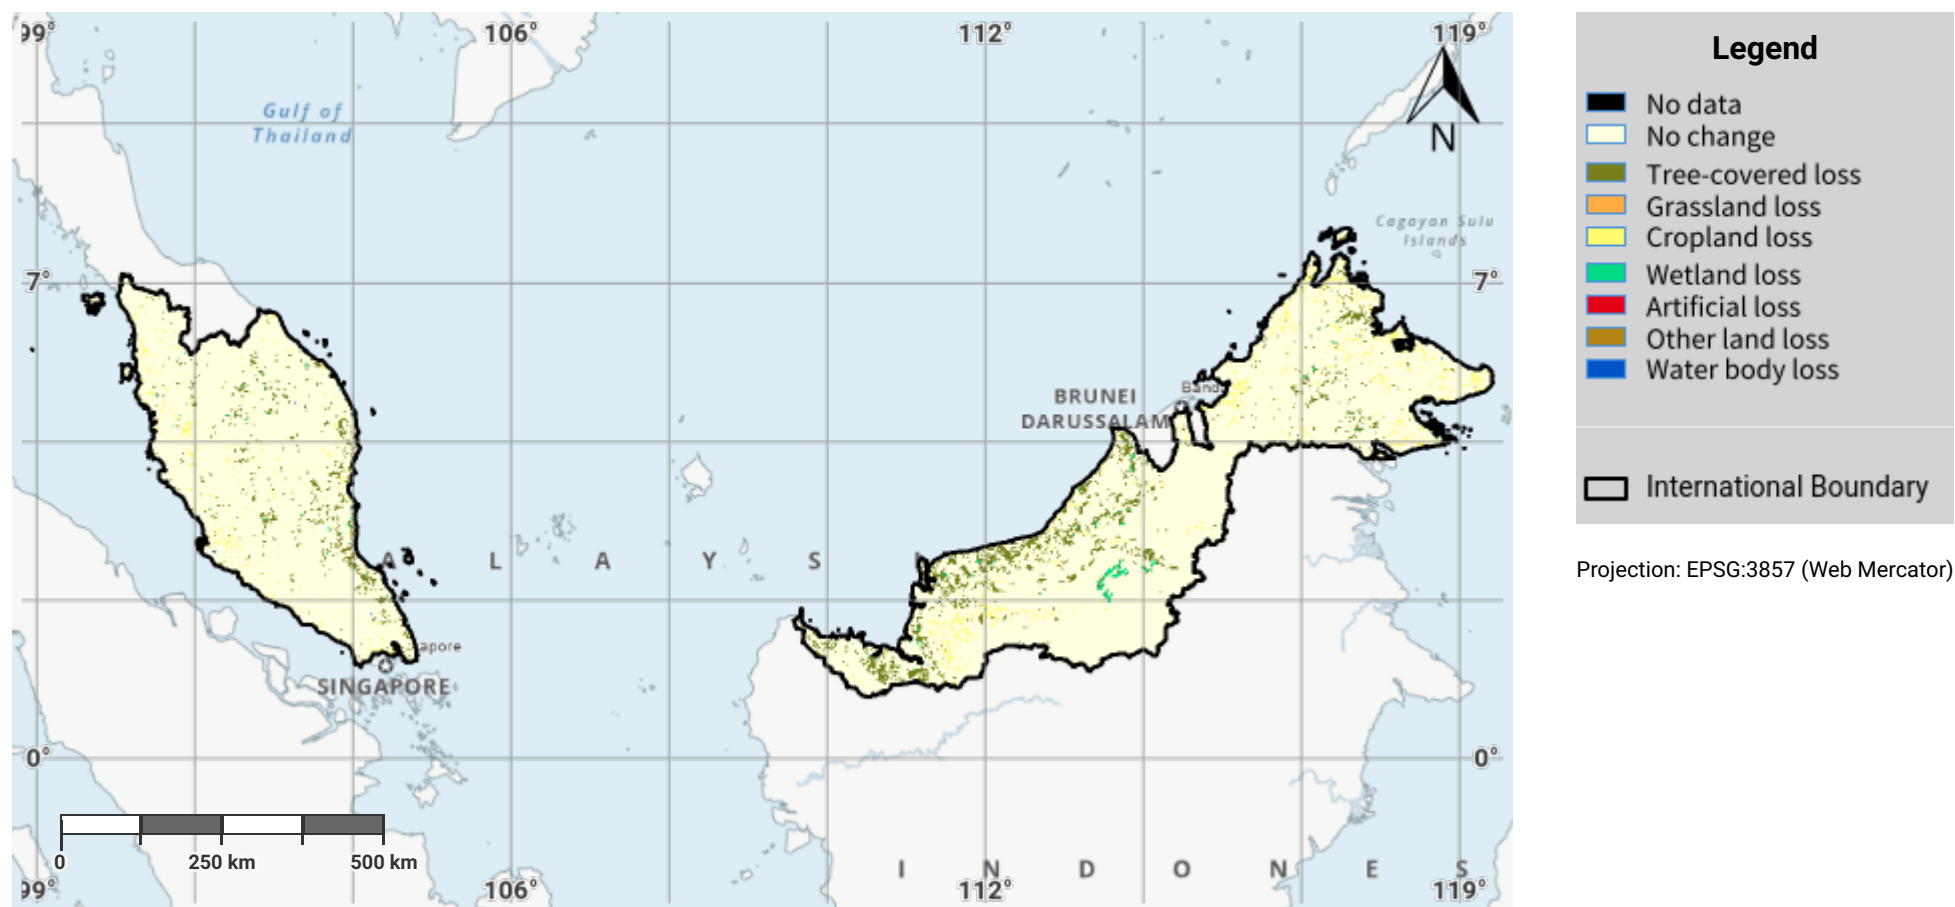 99°
106°
112°
119°
Gulf of
Thailand
N
Cagayan Sulu
Islands
7°
7°
BRUNEI
DARUSSALAM
Band
A L A Y S I
apore
SINGAPORE
0°
0°
0
250 km
500 km
I N D O N E S
99°
106°
112°
119°
Legend
No data
No change
Tree-covered loss
Grassland loss
Cropland loss
Wetland loss
Artificial loss
Other land loss
Water body loss
International Boundary
Projection: EPSG:3857 (Web Mercator)